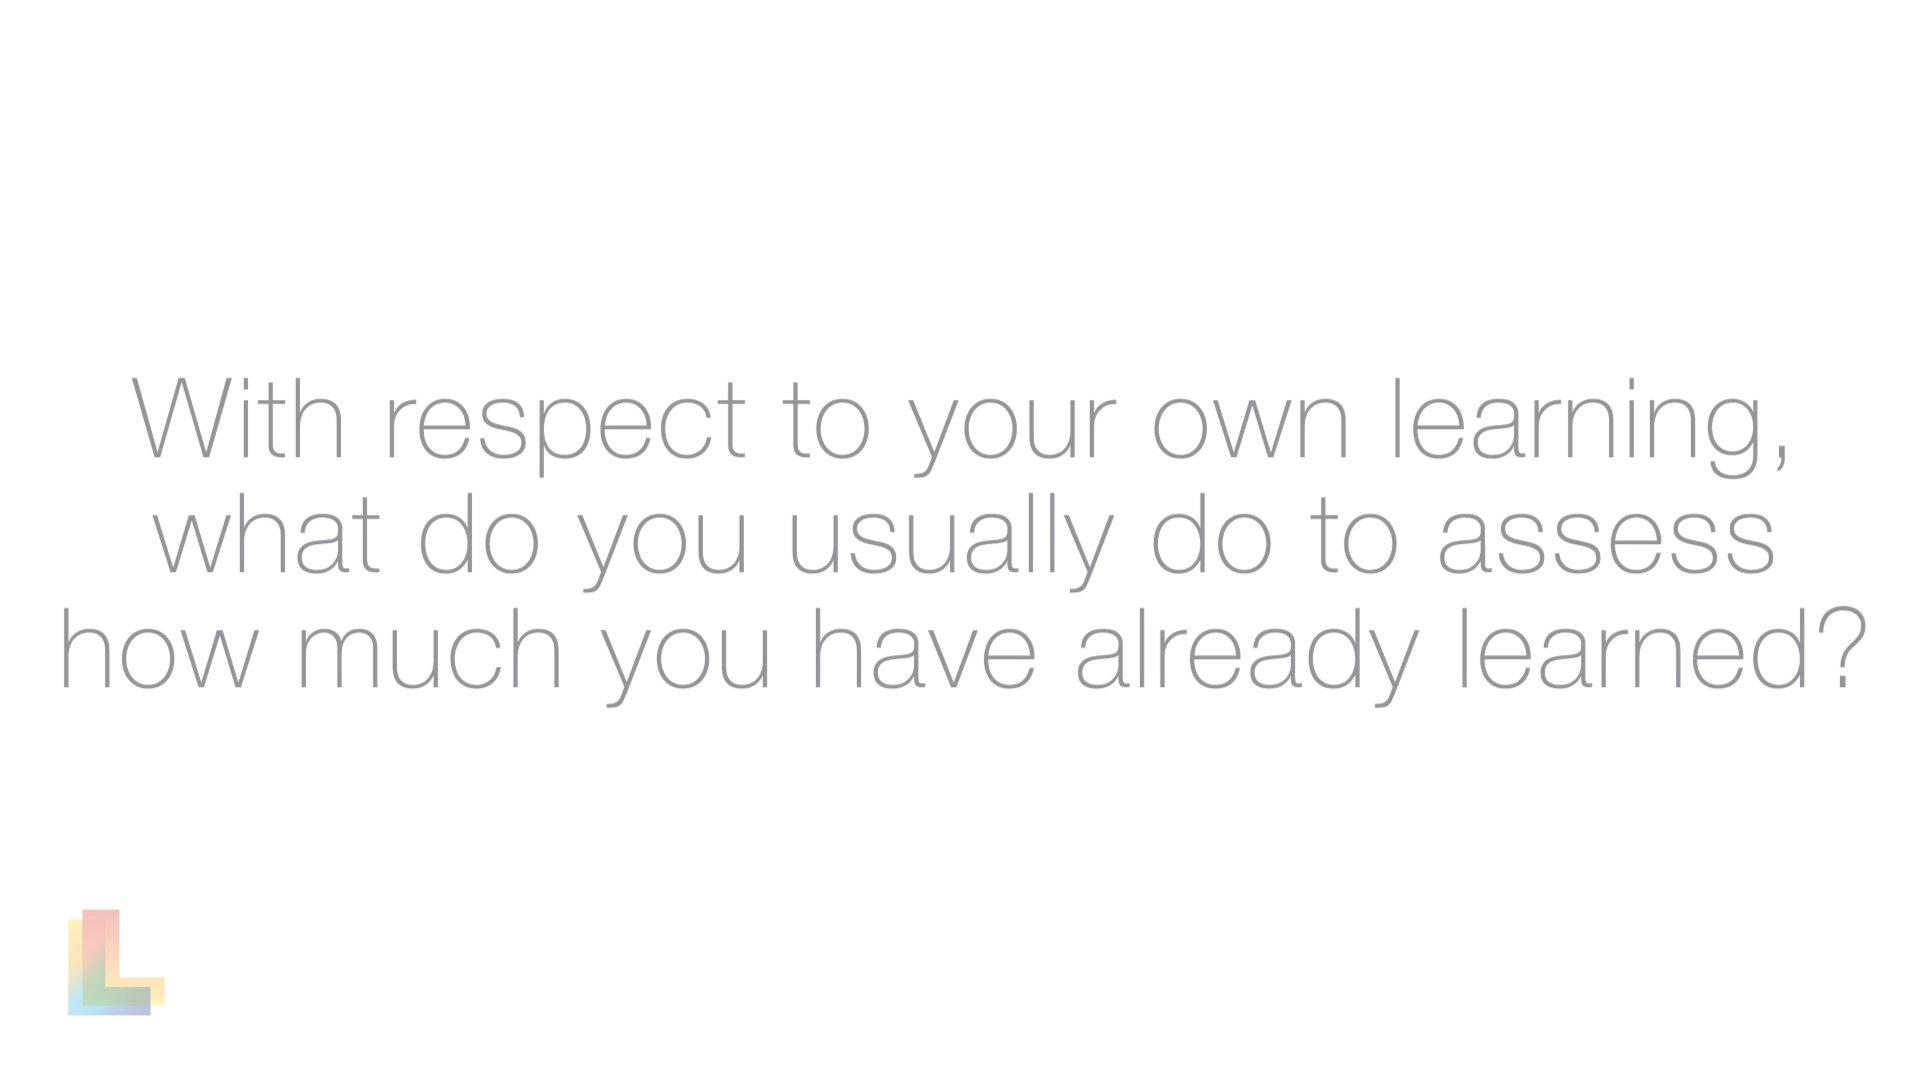 With respect to your own learning,
what do you usually do to assess
how much you have already learned?